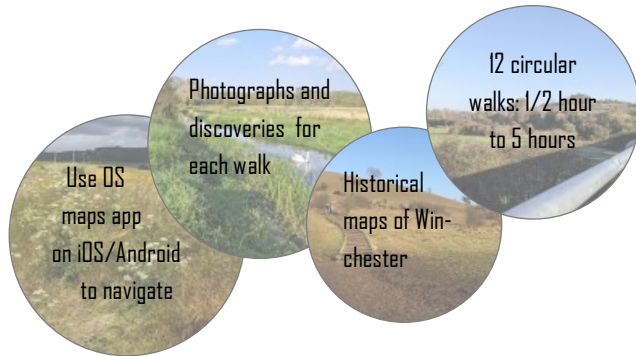 Use OS
maps app
on iOS/Android
to navigate
Photographs and
discoveries for
each walk
Historical
maps of Win-
chester
12 circular
walks: 1/2 hour
to 5 hours